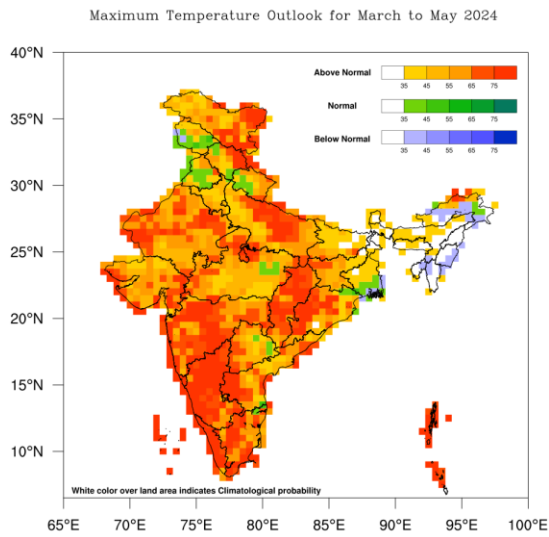 Maximum Temperature Outlook for March to May 2024
40°N
35°N
30°N
25°N
20°N
15°N
10°N
Above Normal
35 45 55 65 75
Normal
35 45 55 65 75
Below Normal
35 45 55 65 75
White color over land area indicates Climatological probability
65°E 70°E 75°E 80°E 85°E 90°E 95°E 100°E